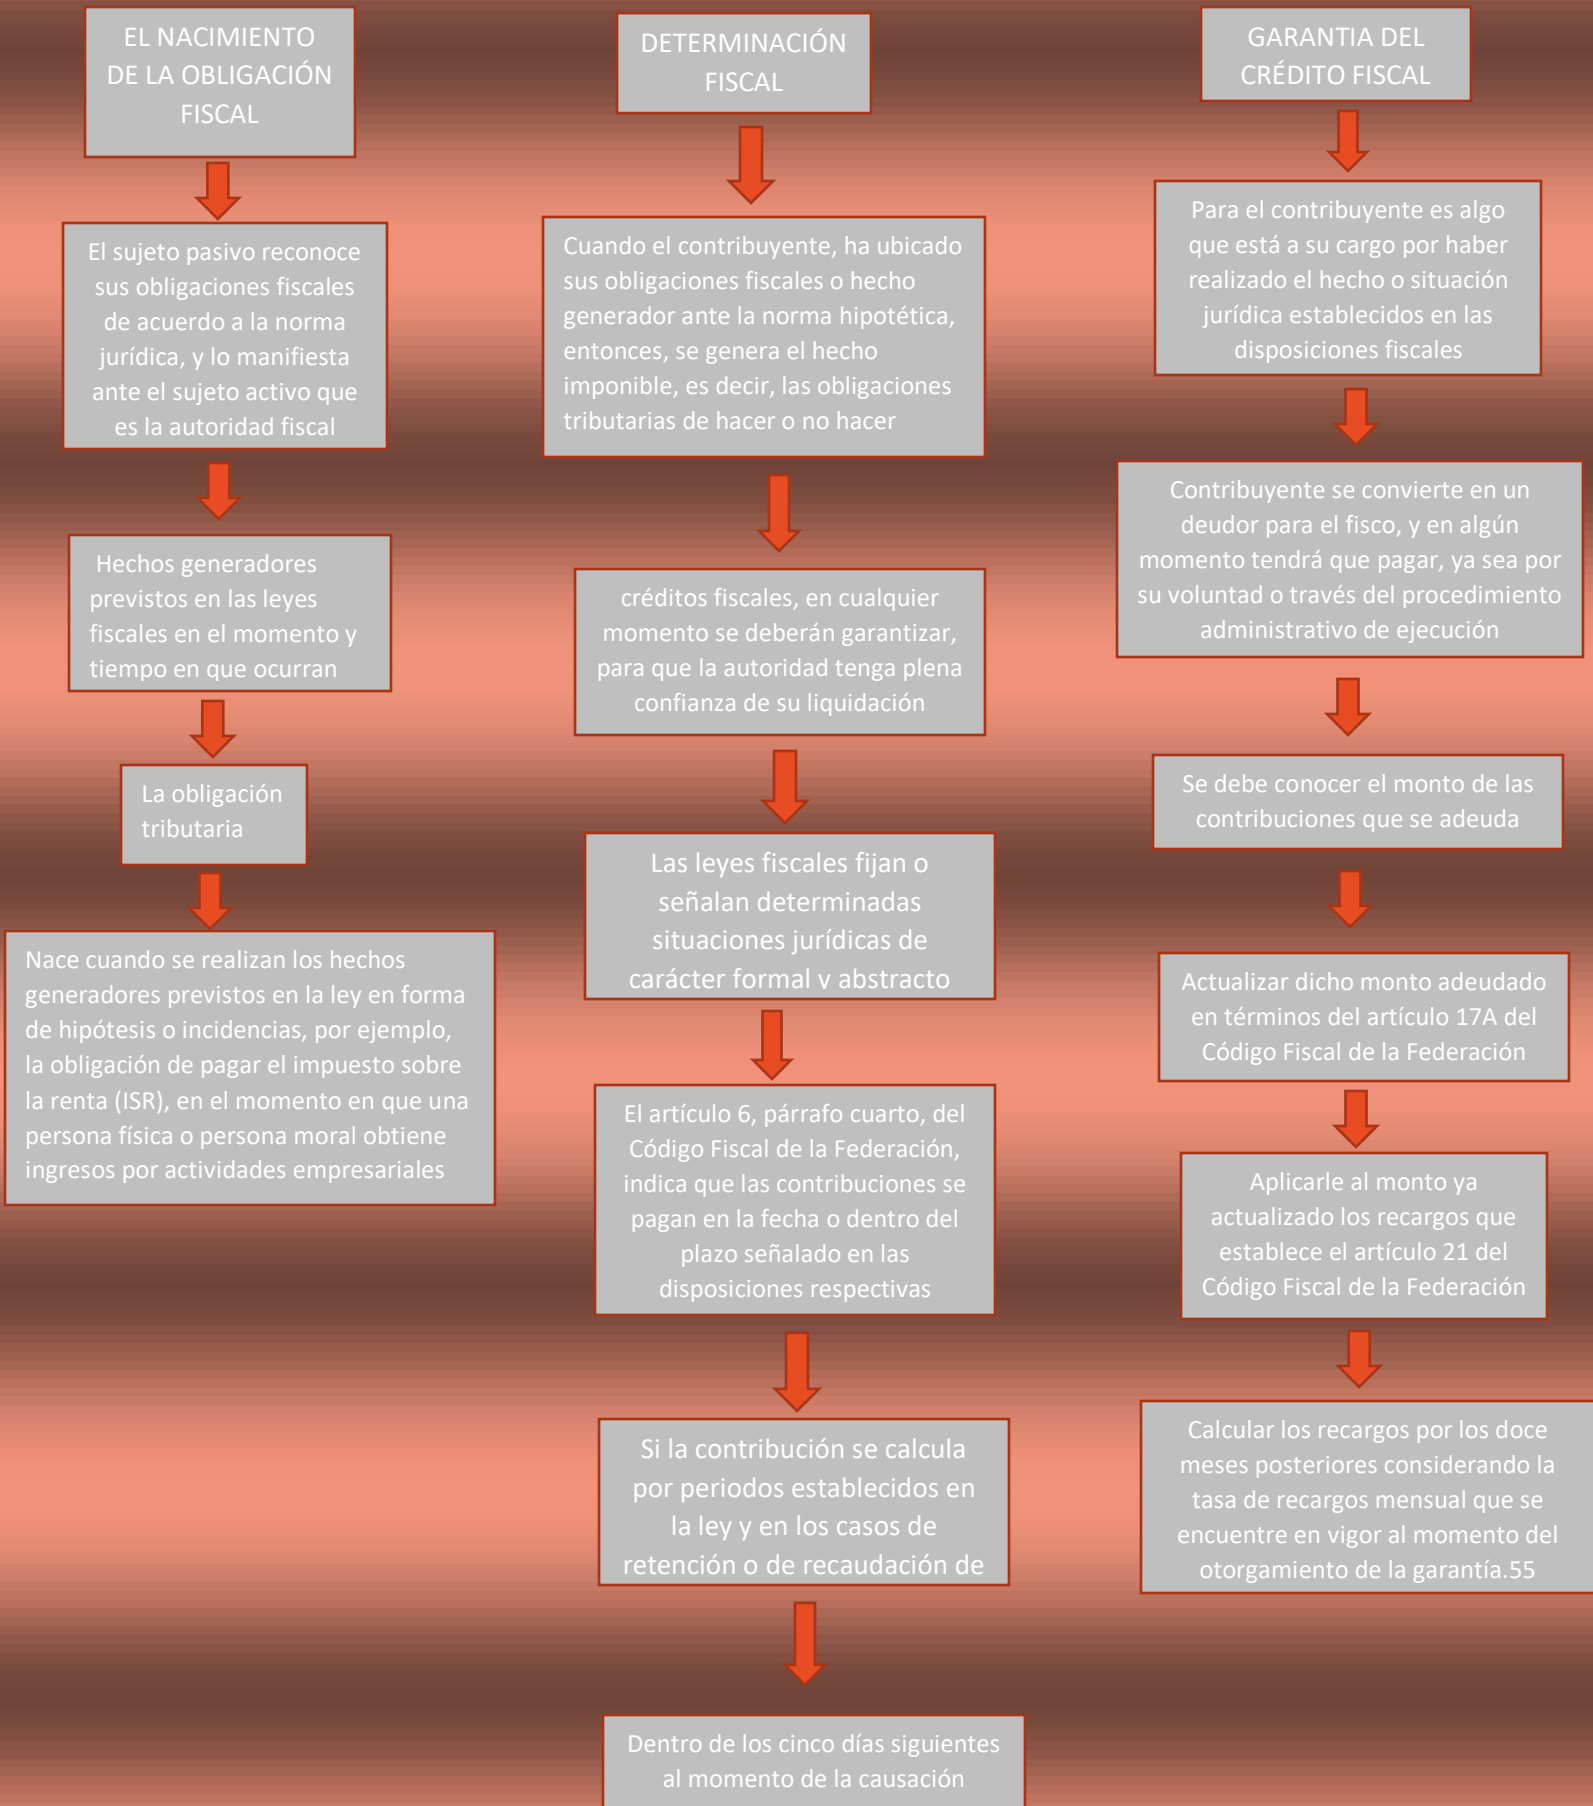 EL NACIMIENTO
DE LA OBLIGACIÓN
FISCAL
El sujeto pasivo reconoce
sus obligaciones fiscales
de acuerdo a la norma
jurídica, y lo manifiesta
ante el sujeto activo que
es la autoridad fiscal
Hechos generadores
previstos en las leyes
fiscales en el momento y
tiempo en que ocurran
La obligación
tributaria
Nace cuando se realizan los hechos
generadores previstos en la ley en forma
de hipótesis o incidencias, por ejemplo,
la obligación de pagar el impuesto sobre
la renta (ISR), en el momento en que una
persona física o persona moral obtiene
ingresos por actividades empresariales
DETERMINACIÓN
FISCAL
Cuando el contribuyente, ha ubicado
sus obligaciones fiscales o hecho
generador ante la norma hipotética,
entonces, se genera el hecho
imponible, es decir, las obligaciones
tributarias de hacer o no hacer
créditos fiscales, en cualquier
momento se deberán garantizar,
para que la autoridad tenga plena
confianza de su liquidación
Las leyes fiscales fijan o
señalan determinadas
situaciones jurídicas de
carácter formal y abstracto
El artículo 6, párrafo cuarto, del
Código Fiscal de la Federación,
indica que las contribuciones se
pagan en la fecha o dentro del
plazo señalado en las
disposiciones respectivas
Si la contribución se calcula
por periodos establecidos en
la ley y en los casos de
retención o de recaudación de
Dentro de los cinco días siguientes
al momento de la causación
GARANTIA DEL
CRÉDITO FISCAL
Para el contribuyente es algo
que está a su cargo por haber
realizado el hecho o situación
jurídica establecidos en las
disposiciones fiscales
Contribuyente se convierte en un
deudor para el fisco, y en algún
momento tendrá que pagar, ya sea por
su voluntad o través del procedimiento
administrativo de ejecución
Se debe conocer el monto de las
contribuciones que se adeuda
Actualizar dicho monto adeudado
en términos del artículo 17A del
Código Fiscal de la Federación
Aplicarle al monto ya
actualizado los recargos que
establece el artículo 21 del
Código Fiscal de la Federación
Calcular los recargos por los doce
meses posteriores considerando la
tasa de recargos mensual que se
encuentre en vigor al momento del
otorgamiento de la garantía.55